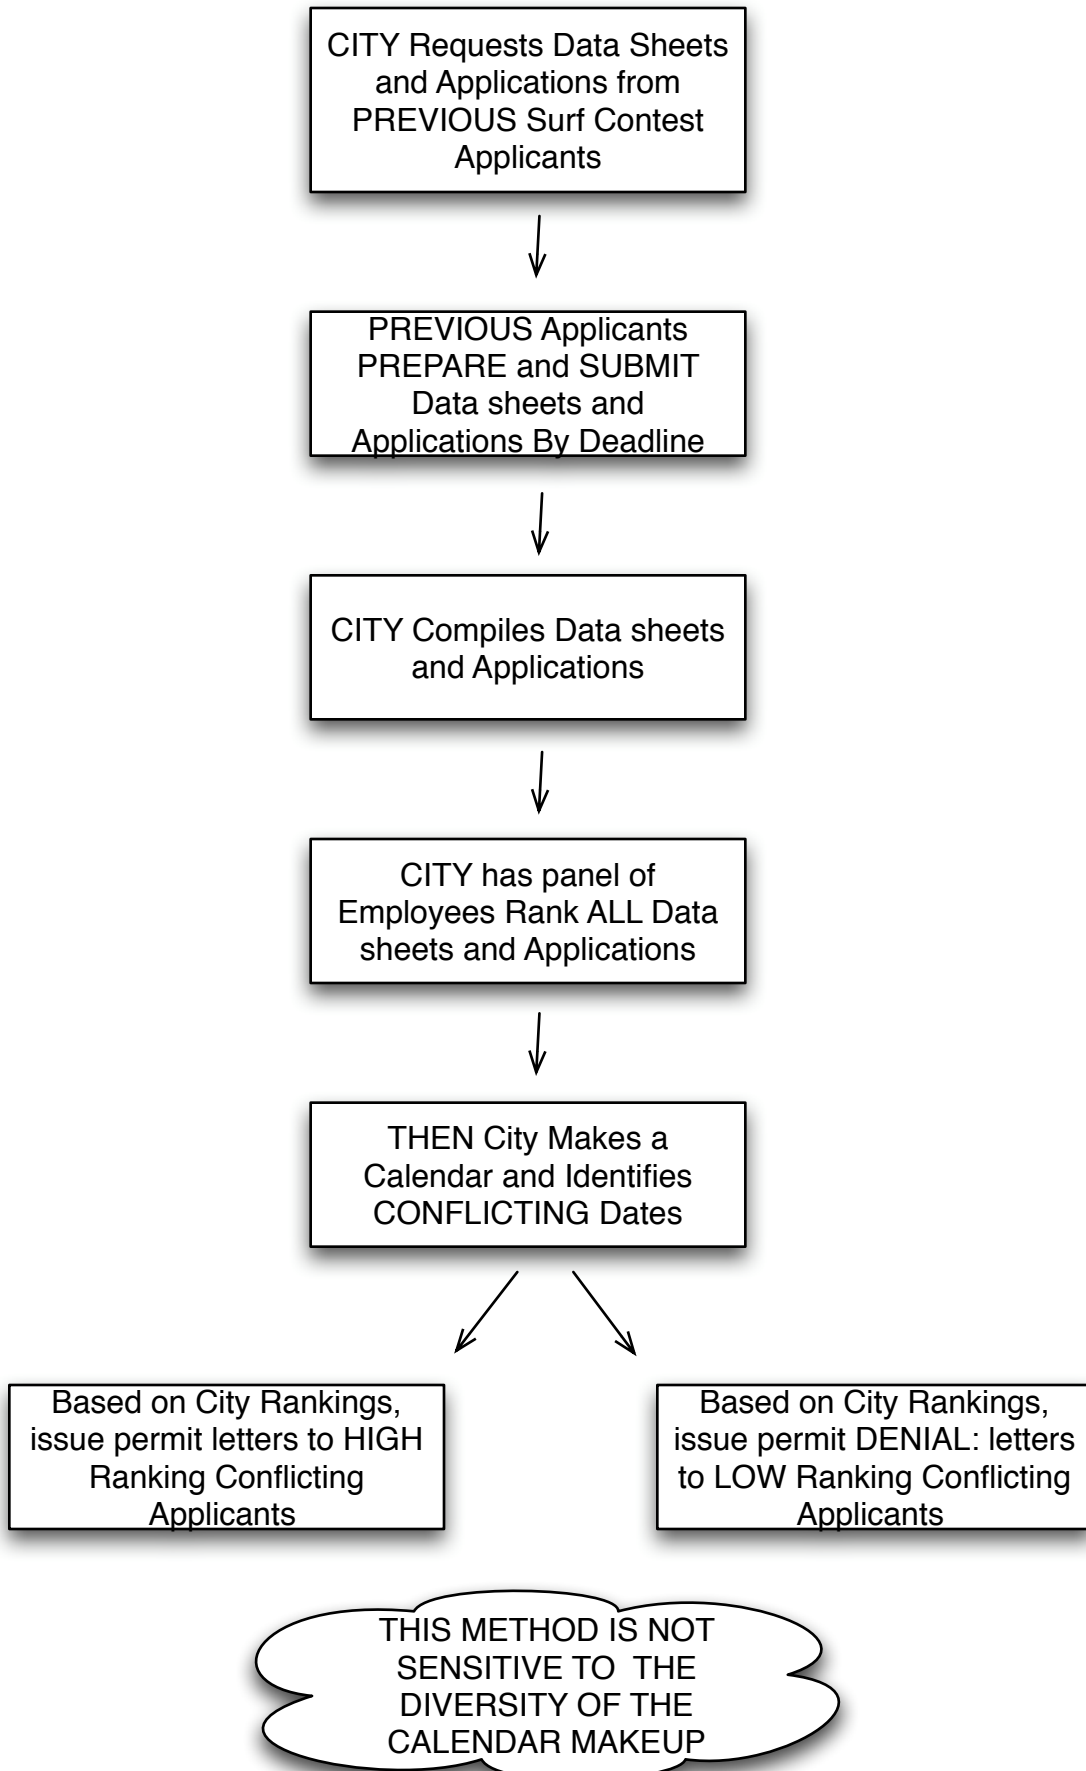 CITY Requests Data Sheets
and Applications from
PREVIOUS Surf Contest
Applicants
PREVIOUS Applicants
PREPARE and SUBMIT
Data sheets and
Applications By Deadline
CITY Compiles Data sheets
and Applications
CITY has panel of
Employees Rank ALL Data
sheets and Applications
THEN City Makes a
Calendar and Identifies
CONFLICTING Dates
Based on City Rankings,
issue permit letters to HIGH
Ranking Conflicting
Applicants
Based on City Rankings,
issue permit DENIAL: letters
to LOW Ranking Conflicting
Applicants
THIS METHOD IS NOT
SENSITIVE TO THE
DIVERSITY OF THE
CALENDAR MAKEUP